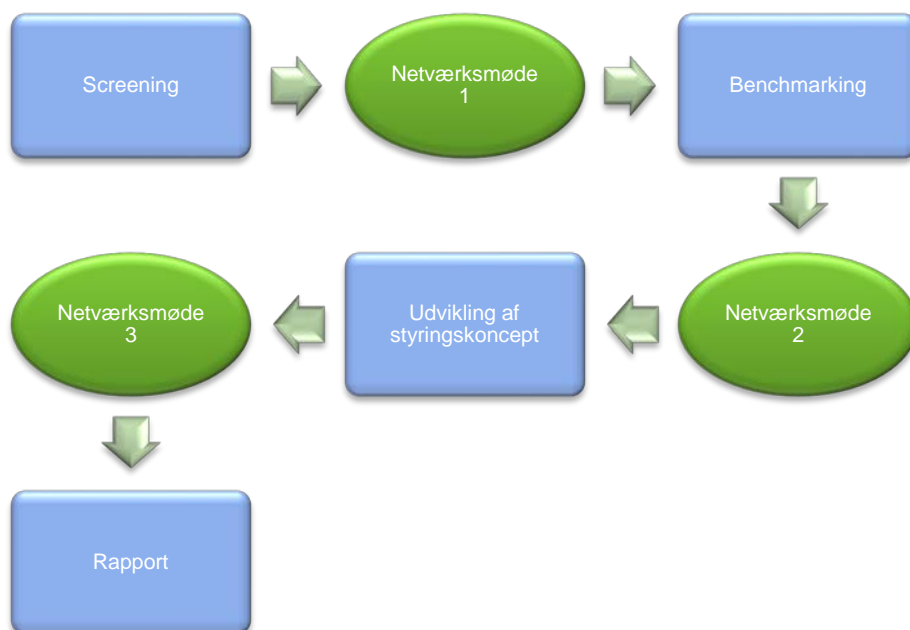 Screening
Netværksmøde
1
Benchmarking
Netværksmøde
3
Udvikling af
styringskoncept
Netværksmøde
2
Rapport